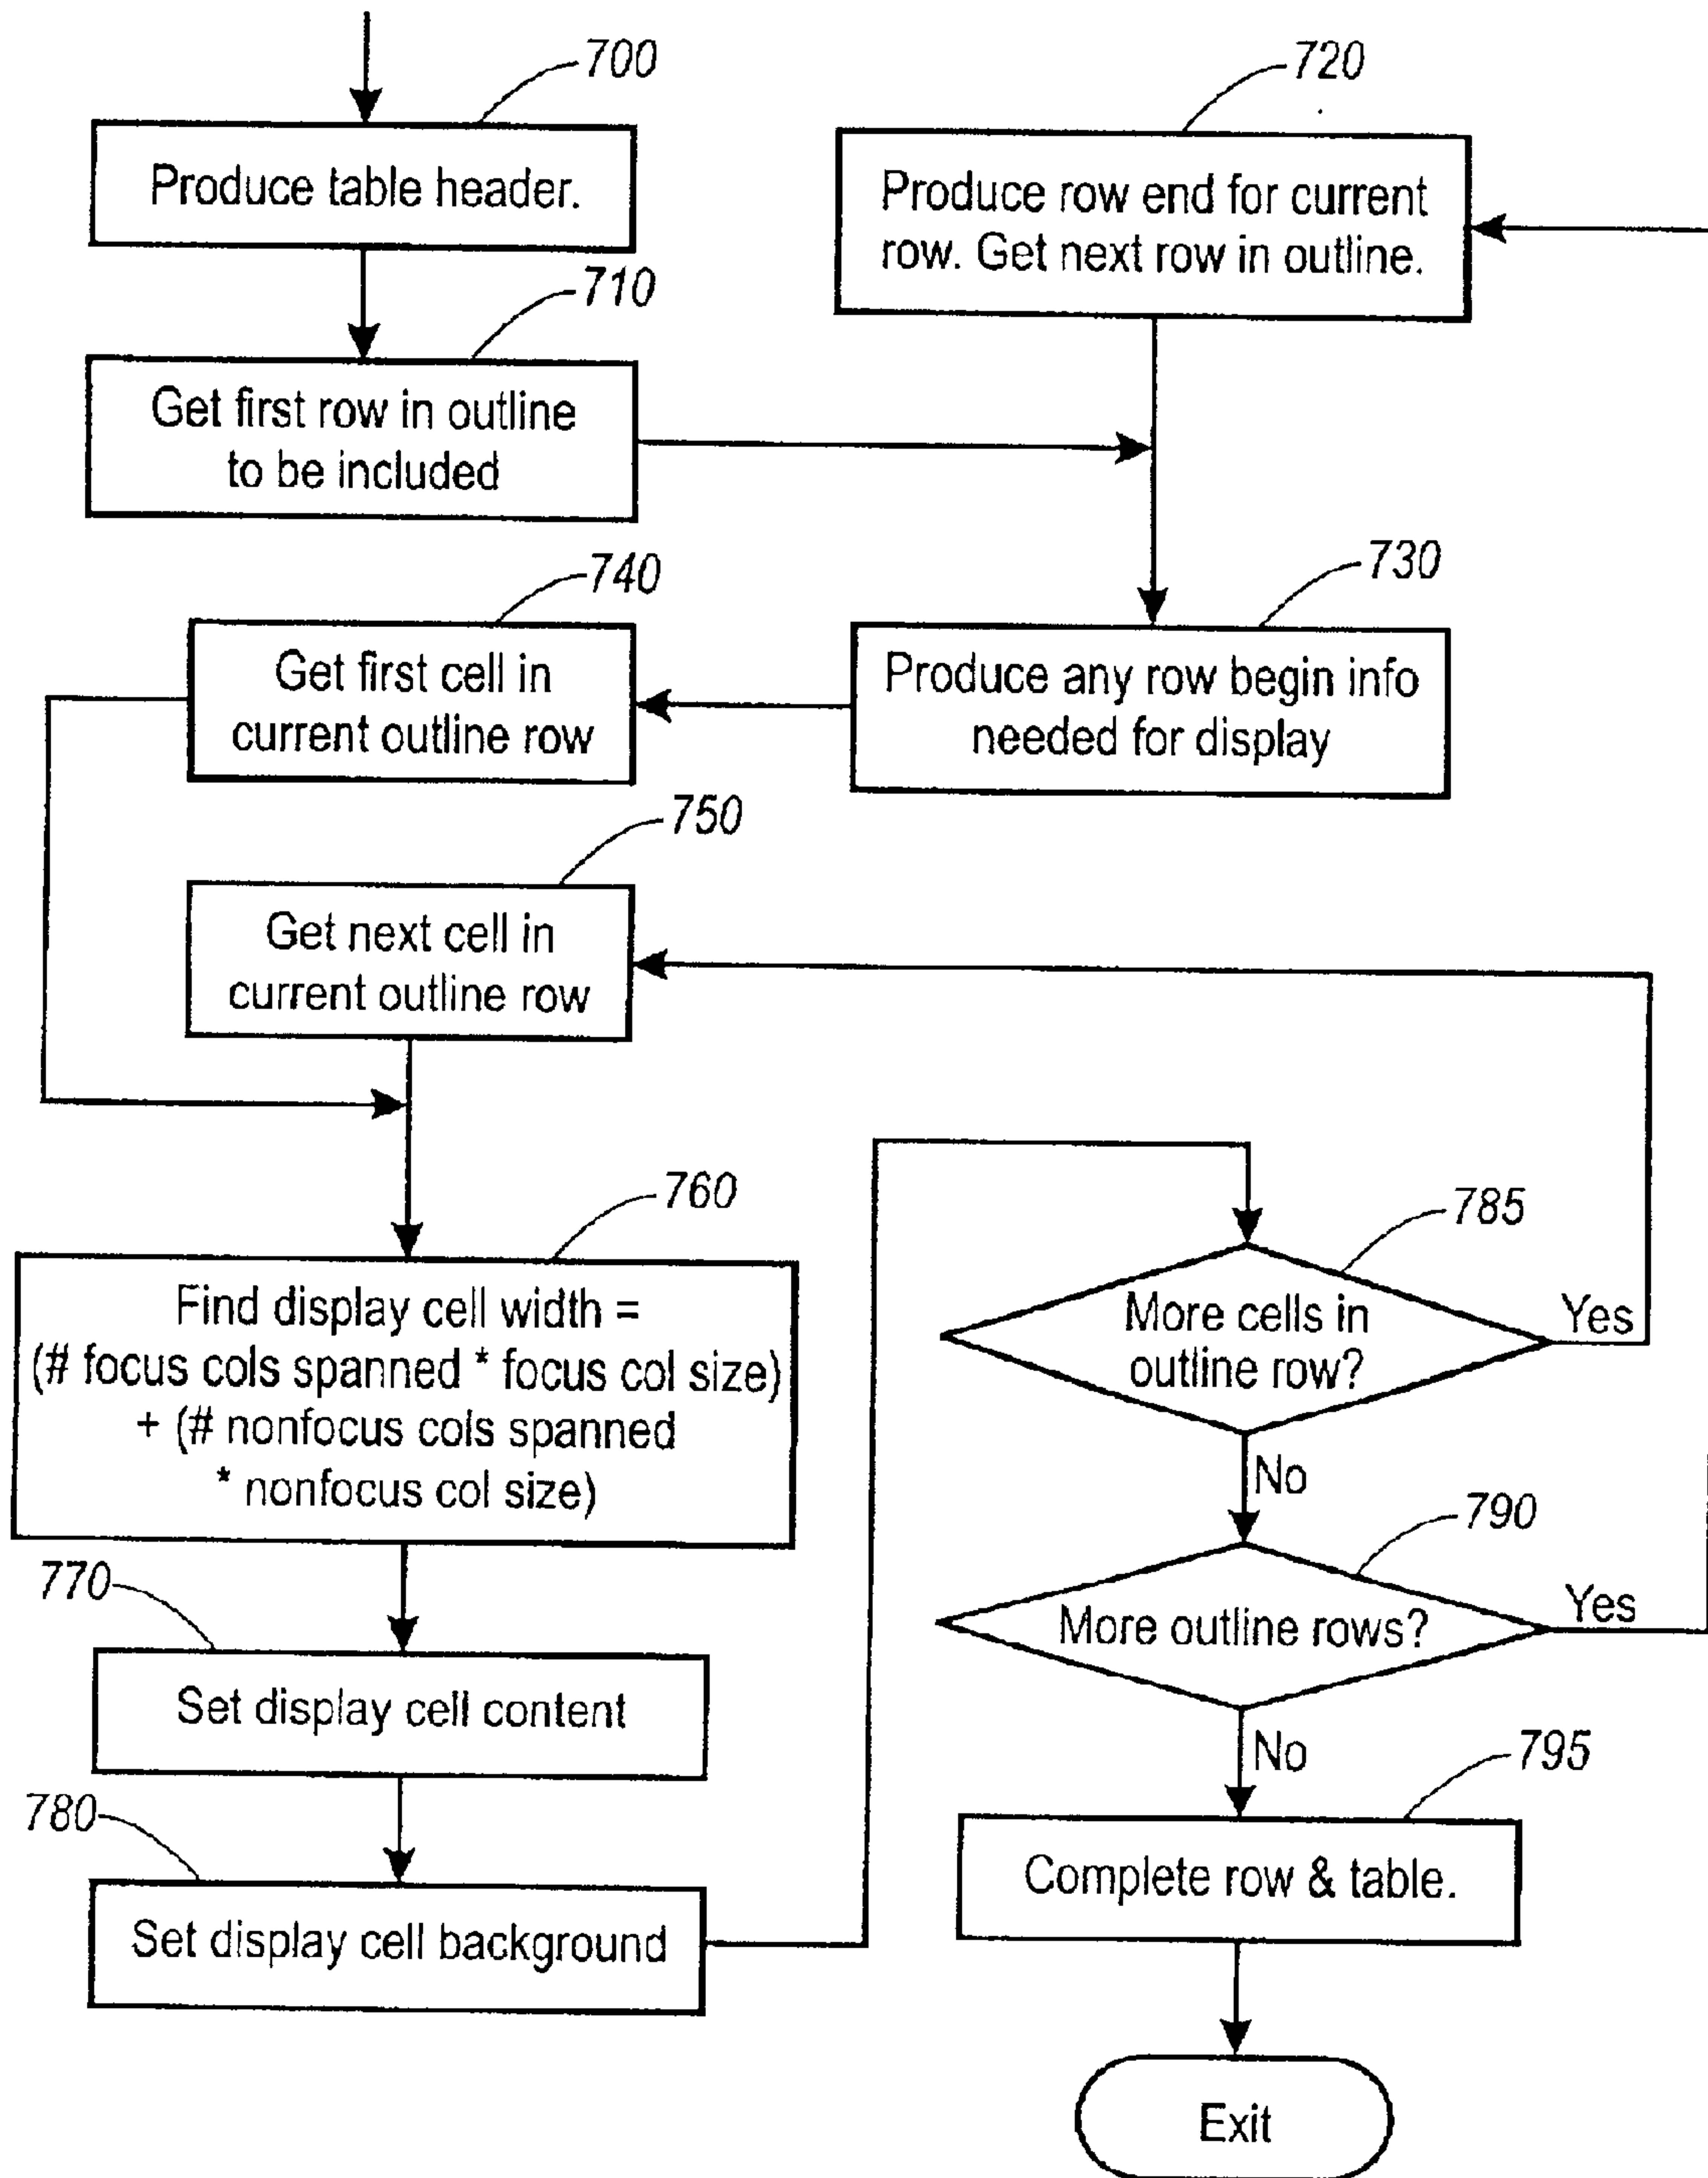 700
Produce table header.
710
Get first row in outline
to be included
720
Produce row end for current
row. Get next row in outline.
730
Produce any row begin info
needed for display
740
Get first cell in
current outline row
750
Get next cell in
current outline row
760
Find display cell width =
(# focus cols spanned * focus col size)
+ (# nonfocus cols spanned
* nonfocus col size)
770
Set display cell content
780
Set display cell background
785
More cells in
outline row?
Yes
No
790
More outline rows?
Yes
No
795
Complete row & table.
Exit